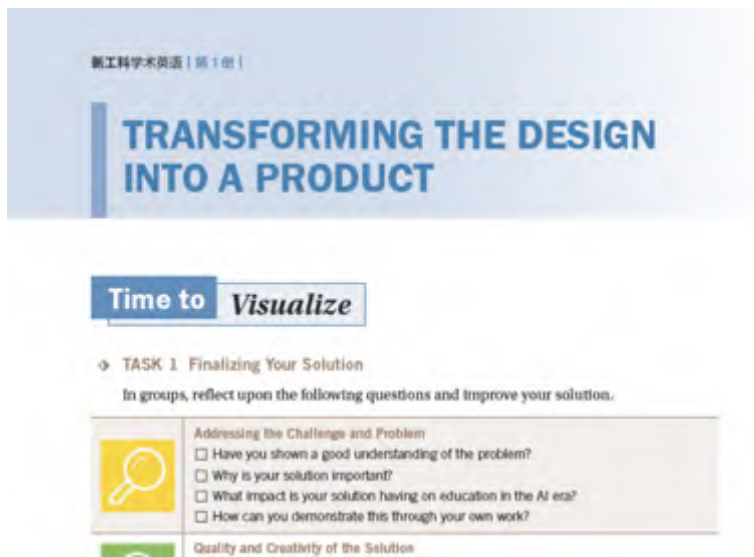 新工科学术英语 | 第 1 册 |
TRANSFORMING THE DESIGN
INTO A PRODUCT
Time to Visualize
TASK 1 Finalizing Your Solution
In groups, reflect upon the following questions and improve your solution.
Addressing the Challenge and Problem
Have you shown a good understanding of the problem?
Why is your solution important?
What impact is your solution having on education in the AI era?
How can you demonstrate this through your own work?
Quality and Creativity of the Solution